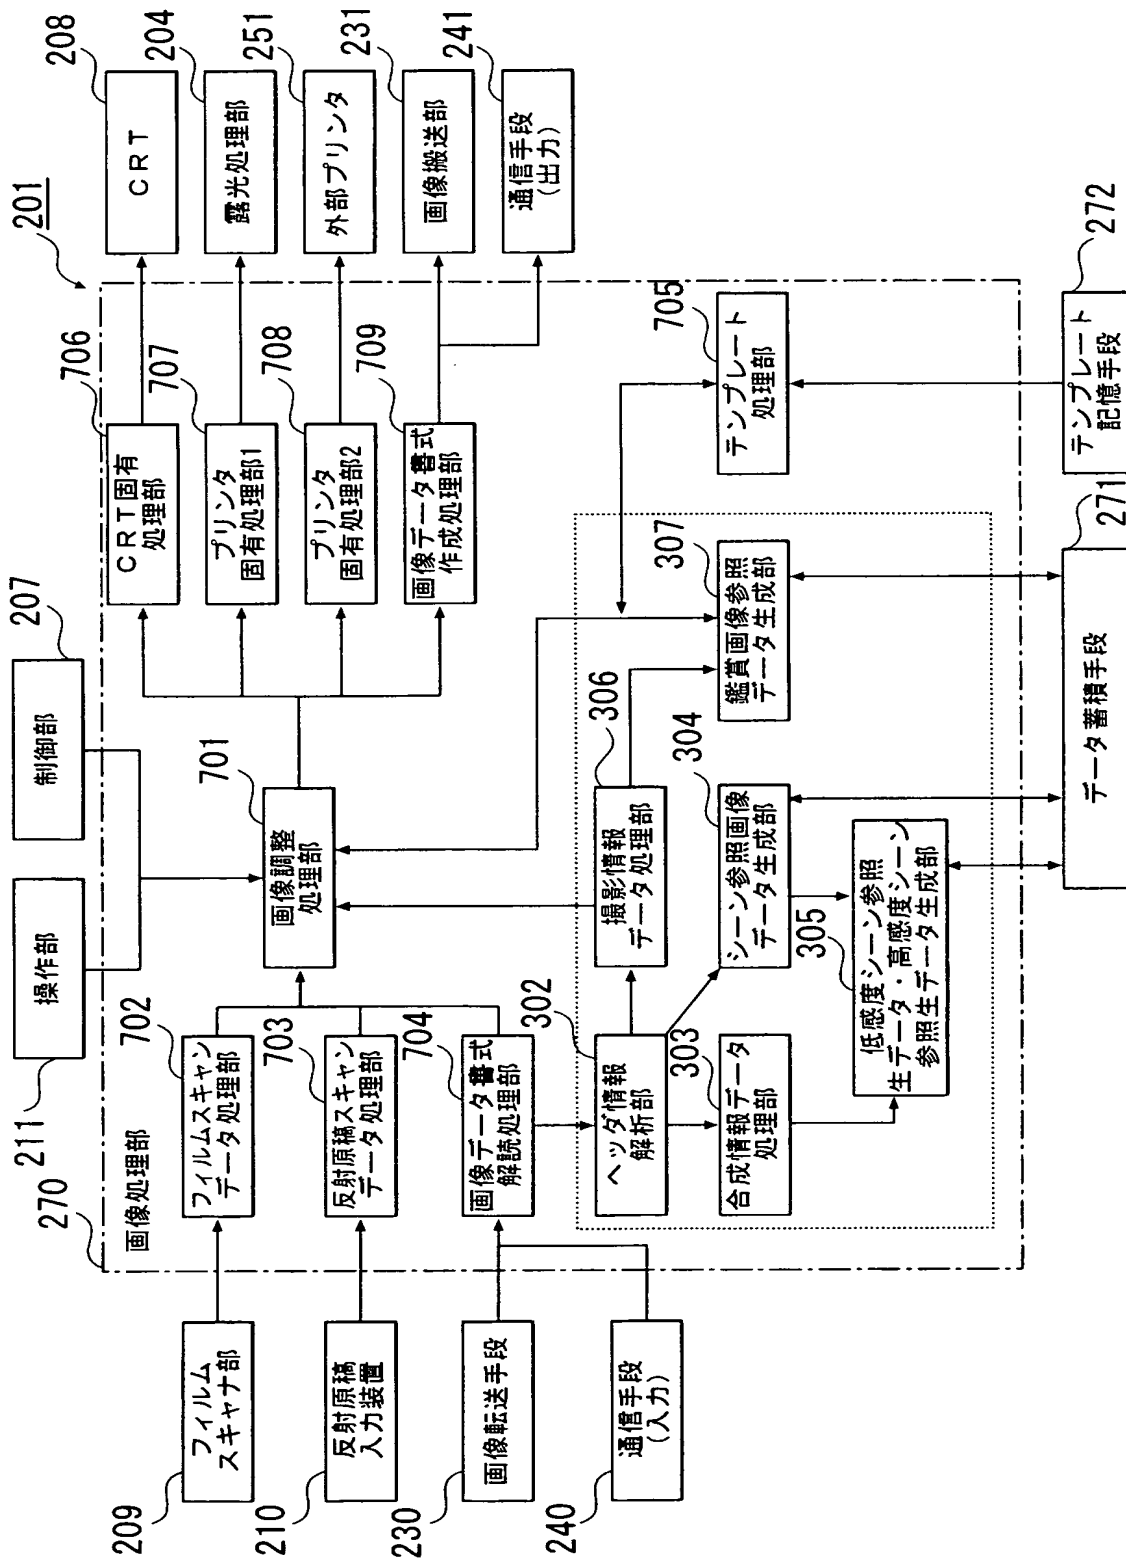 201
211
操作部
207
制御部
270
画像処理部
209
フィルム
スキャナ部
210
反射原稿
入力装置
230
画像転送手段
240
通信手段
(入力)
702
フィルムスキャン
データ処理部
703
反射原稿スキャン
データ処理部
704
画像データ書式
解読処理部
701
画像調整
処理部
706
CRT固有
処理部
707
プリンタ
固有処理部1
708
プリンタ
固有処理部2
709
画像データ書式
作成処理部
208
CRT
204
露光処理部
251
外部プリンタ
231
画像搬送部
241
通信手段
(出力)
302
ヘッダ情報
解析部
303
合成情報データ
処理部
306
撮影情報
データ処理部
304
シーン参照画像
データ生成部
305
低感度シーン参照
生データ・高感度シーン
参照生データ生成部
307
鑑賞画像参照
データ生成部
705
テンプレート
処理部
271
データ蓄積手段
272
テンプレート
記憶手段